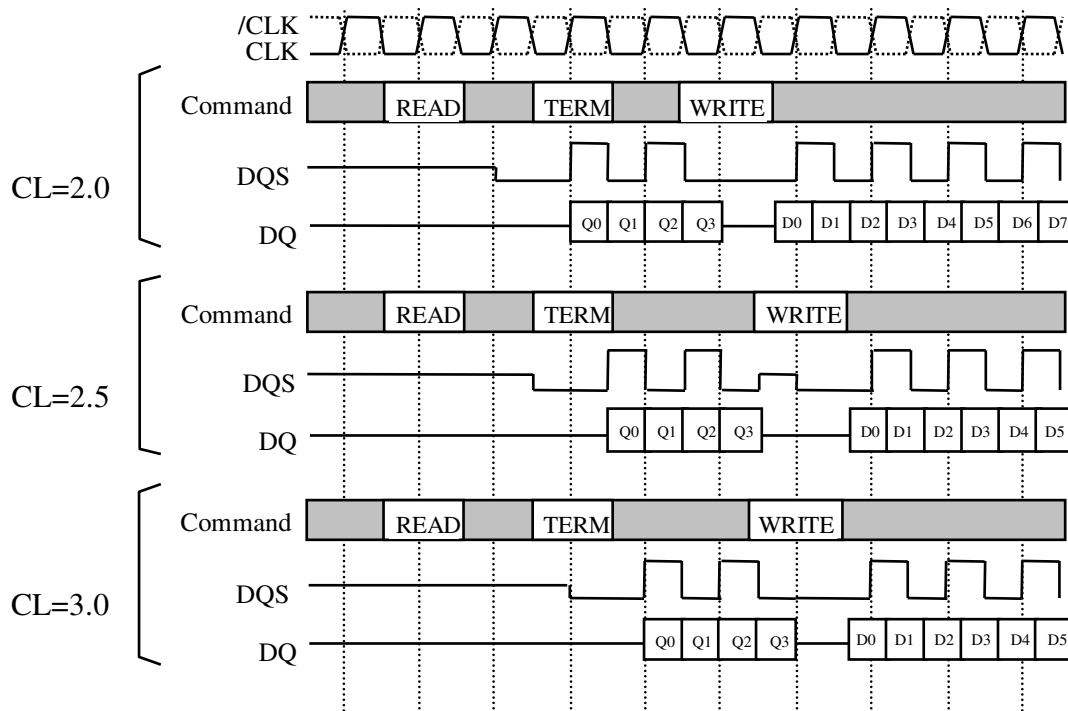 /CLK
CLK
Command READ TERM WRITE
CL=2.0
DQS
DQ Q0 Q1 Q2 Q3 D0 D1 D2 D3 D4 D5 D6 D7
Command READ TERM WRITE
CL=2.5
DQS
DQ Q0 Q1 Q2 Q3 D0 D1 D2 D3 D4 D5
Command READ TERM WRITE
CL=3.0
DQS
DQ Q0 Q1 Q2 Q3 D0 D1 D2 D3 D4 D5